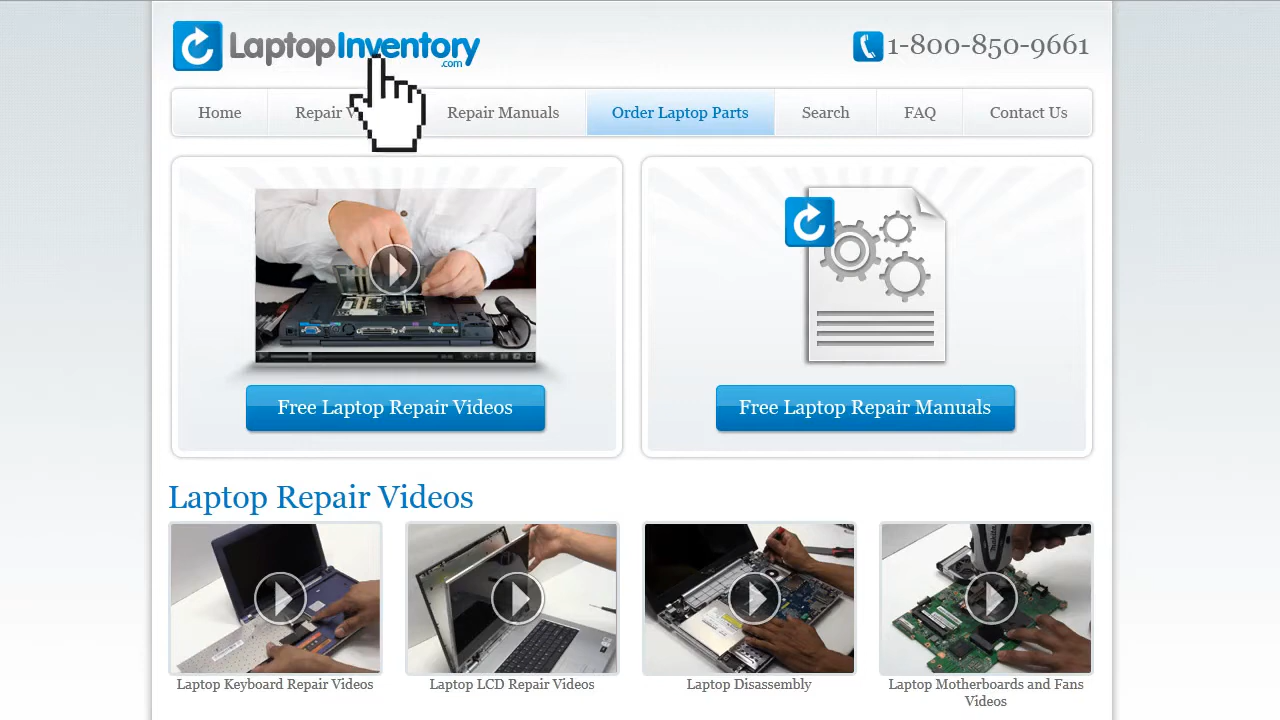 LaptopInventory
.com
1-800-850-9661
Home
Repair V
Repair Manuals
Order Laptop Parts
Search
FAQ
Contact Us
Free Laptop Repair Videos
Free Laptop Repair Manuals
Laptop Repair Videos
Laptop Keyboard Repair Videos
Laptop LCD Repair Videos
Laptop Disassembly
Laptop Motherboards and Fans
Videos